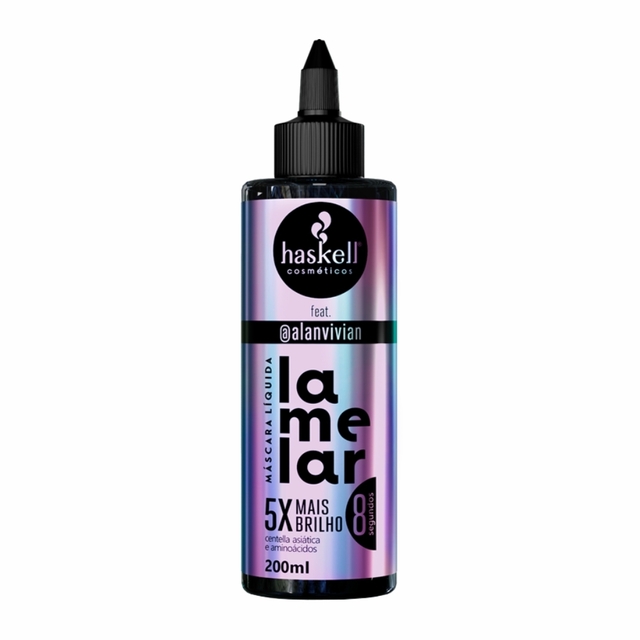 haskell
cosméticos
feat.
@alanvivian
MÁSCARA LÍQUIDA
la
me
lar
5X MAIS
BRILHO
8
segundos
centella asiática
e aminoácidos
200ml